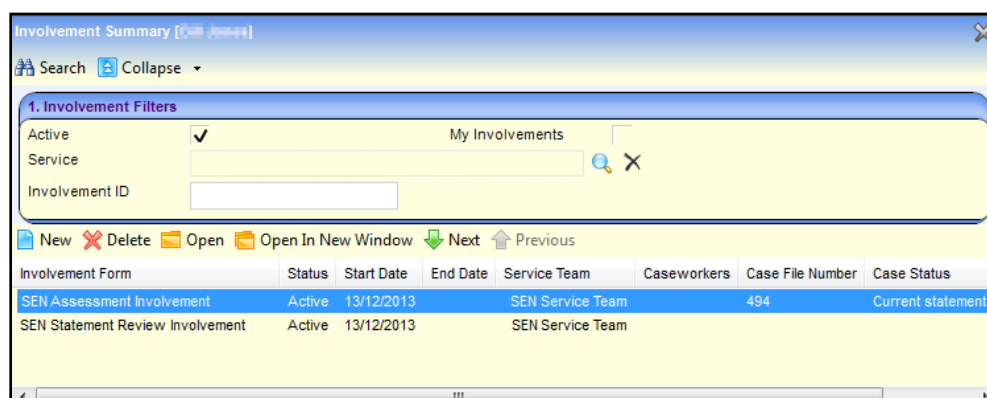 Involvement Summary [
Search Collapse
1. Involvement Filters
Active My Involvements
Service
Involvement ID
New Delete Open Open In New Window Next Previous
Involvement Form Status Start Date End Date Service Team Caseworkers Case File Number Case Status
SEN Assessment Involvement Active 13/12/2013 SEN Service Team 494 Current statement
SEN Statement Review Involvement Active 13/12/2013 SEN Service Team